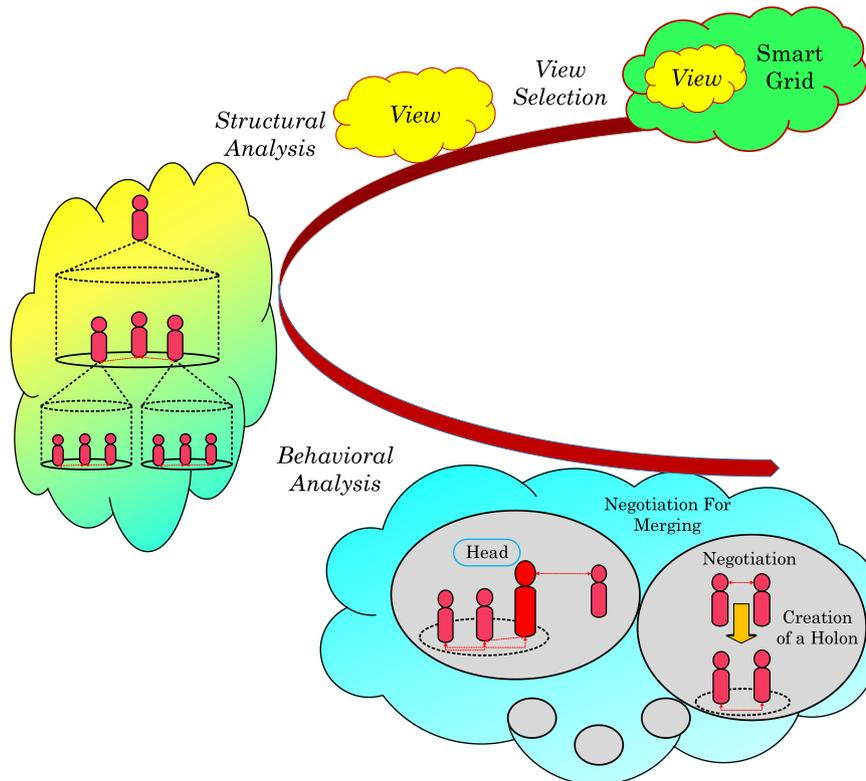 Smart
Grid
View
View
Selection
View
Structural
Analysis
Behavioral
Analysis
Negotiation For
Merging
Head
Negotiation
Creation
of a Holon